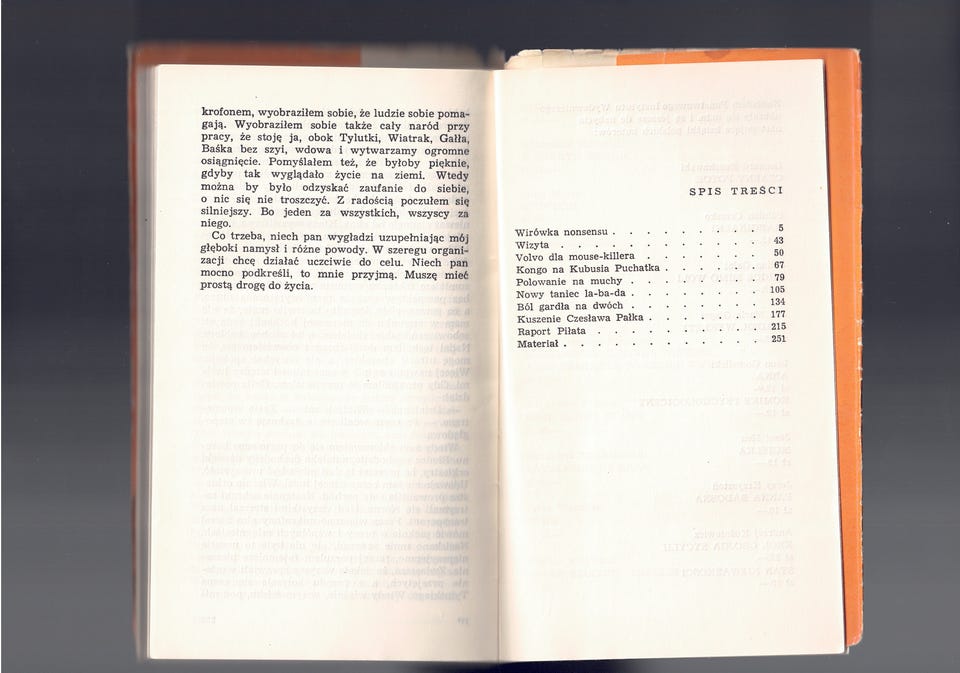 krofonem, wyobraziłem sobie, że ludzie sobie poma-
gają. Wyobraziłem sobie także cały naród przy
pracy, że stoję ja, obok Tylutki, Wiatrak, Gałła,
Baśka bez szyi, wdowa i wytwarzamy ogromne
osiągnięcie. Pomyślałem też, że byłoby pięknie,
gdyby tak wyglądało życie na ziemi. Wtedy
można by było odzyskać zaufanie do siebie,
o nic się nie troszczyć. Z radością poczułem się
silniejszy. Bo jeden za wszystkich, wszyscy za
niego.
Co trzeba, niech pan wygładzi uzupełniając mój
głęboki namysł i różne powody. W szeregu organi-
zacji chcę działać uczciwie do celu. Niech pan
mocno podkreśli, to mnie przyjmą. Muszę mieć
prostą drogę do życia.
SPIS TREŚCI
Wirówka nonsensu . . . . . . . . . 5
Wizyta . . . . . . . . . . . . 43
Volvo dla mouse-killera . . . . . . . 50
Kongo na Kubusia Puchatka . . . . . . 67
Polowanie na muchy . . . . . . . . 79
Nowy taniec la-ba-da . . . . . . . . 105
Ból gardła na dwóch . . . . . . . . 134
Kuszenie Czesława Pałka . . . . . . . 177
Raport Piłata . . . . . . . . . . 215
Materiał . . . . . . . . . . . . 251